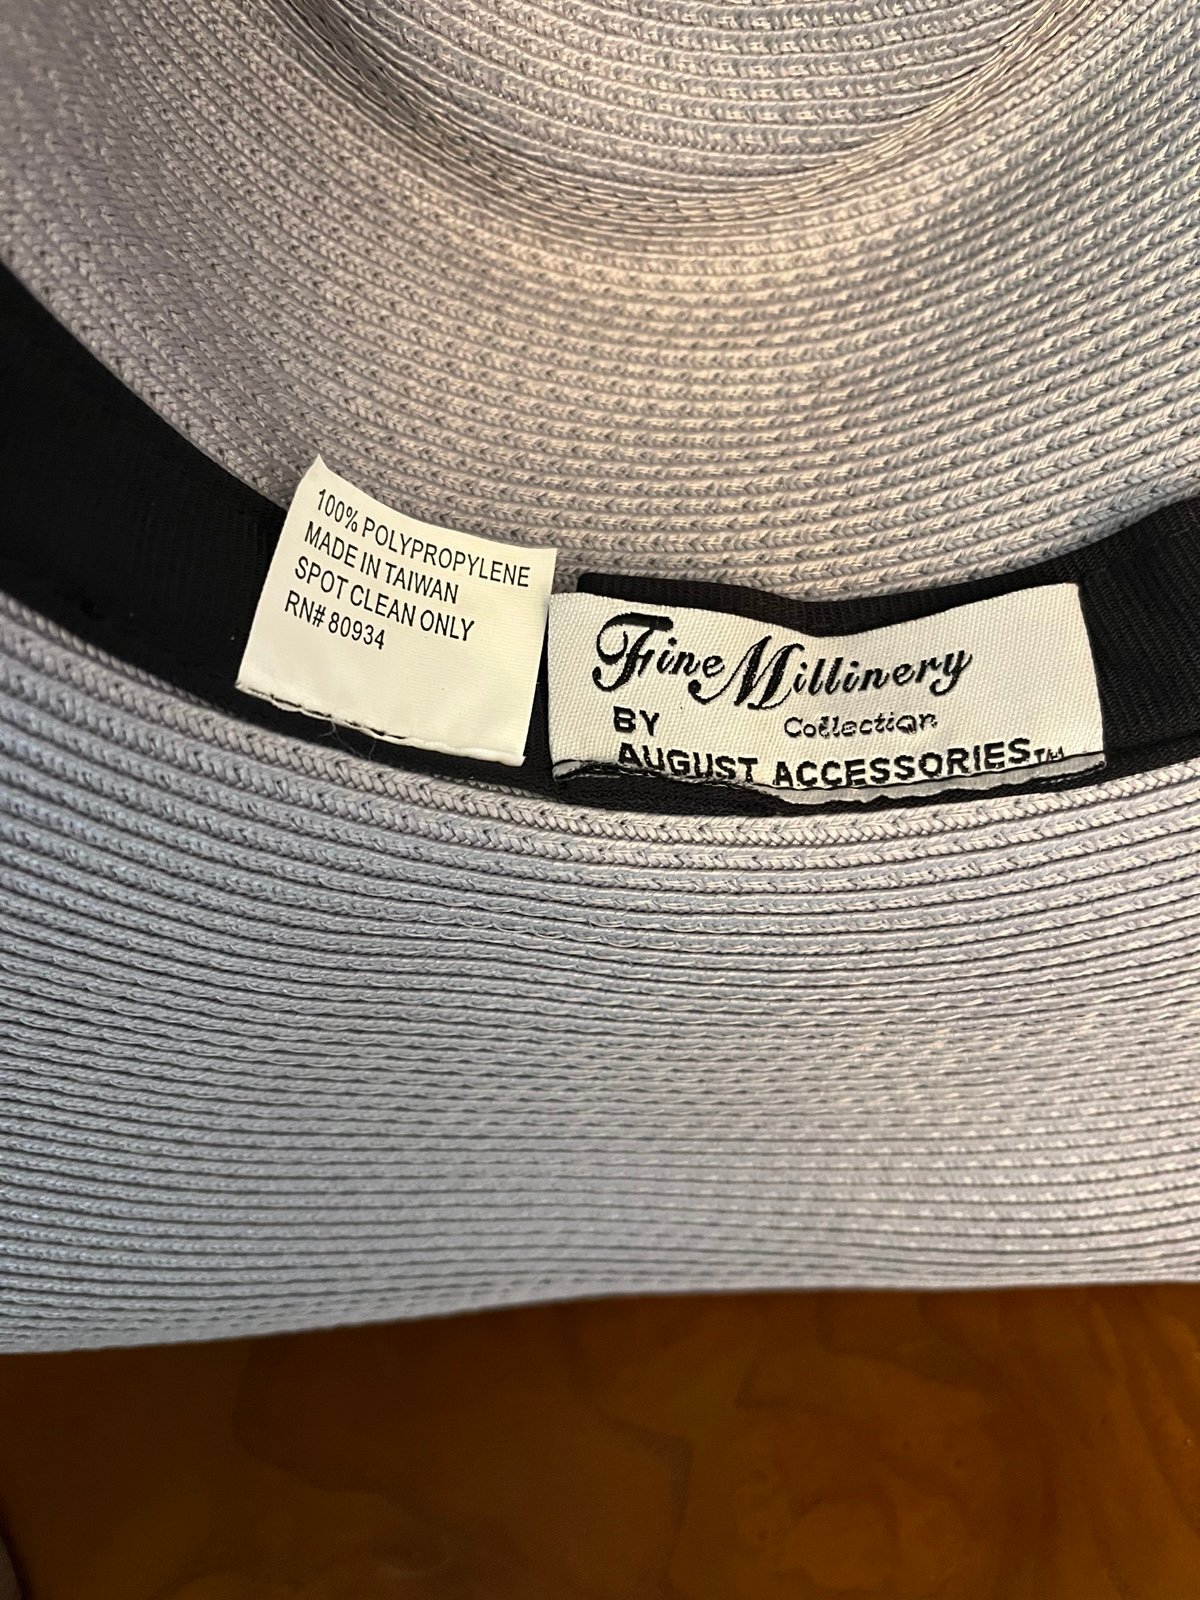 100% POLYPROPYLENE
MADE IN TAIWAN
SPOT CLEAN ONLY
RN# 80934
Fine Millinery
BY Collection
AUGUST ACCESSORIES™